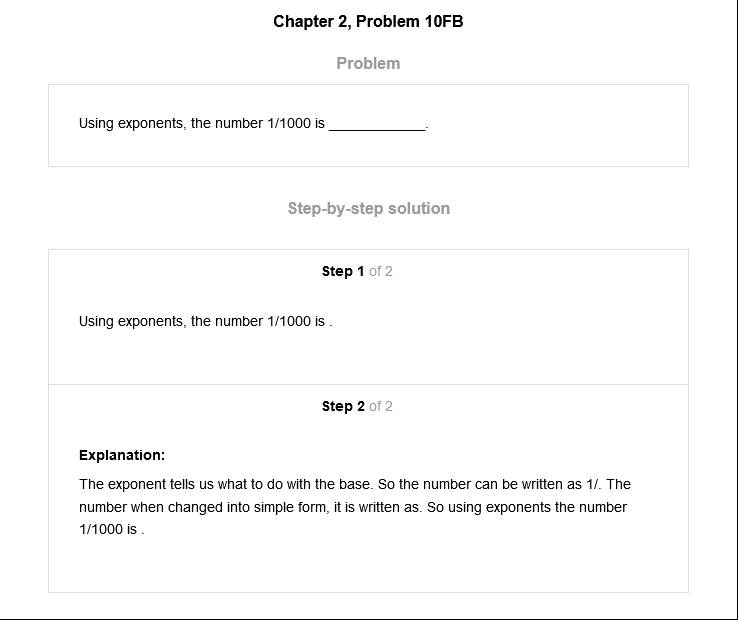 Chapter 2, Problem 10FB
Problem
Using exponents, the number 1/1000 is _____________.
Step-by-step solution
Step 1 of 2
Using exponents, the number 1/1000 is .
Step 2 of 2
Explanation:
The exponent tells us what to do with the base. So the number can be written as 1/. The
number when changed into simple form, it is written as. So using exponents the number
1/1000 is .